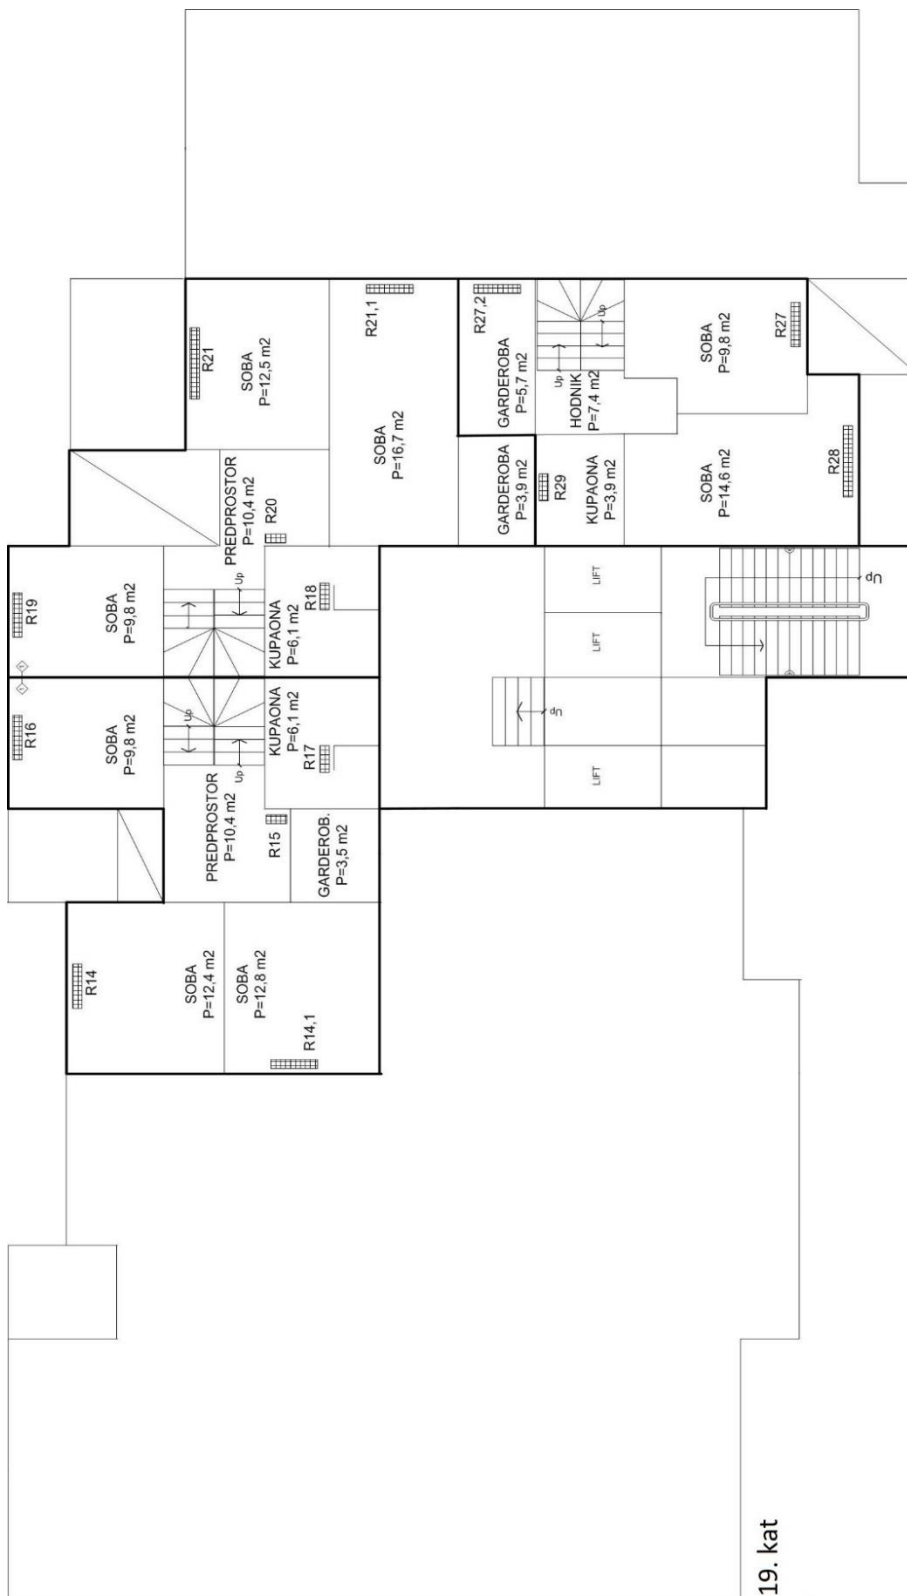 R21
SOBA
P=12,5 m2
R21,1
SOBA
P=16,7 m2
R27,2
GARDEROBA
P=5,7 m2
Up
Up
HODNIK
P=7,4 m2
SOBA
P=9,8 m2
R27
PREDPROSTOR
P=10,4 m2
R20
GARDEROBA
P=3,9 m2
R29
KUPAONA
P=3,9 m2
SOBA
P=14,6 m2
R28
R19
SOBA
P=9,8 m2
Up
Up
KUPAONA
P=6,1 m2
R18
LIFT
LIFT
Up
R16
SOBA
P=9,8 m2
Up
Up
KUPAONA
P=6,1 m2
R17
Up
LIFT
PREDPROSTOR
P=10,4 m2
R15
GARDEROB.
P=3,5 m2
R14
SOBA
P=12,4 m2
SOBA
P=12,8 m2
R14,1
19. kat